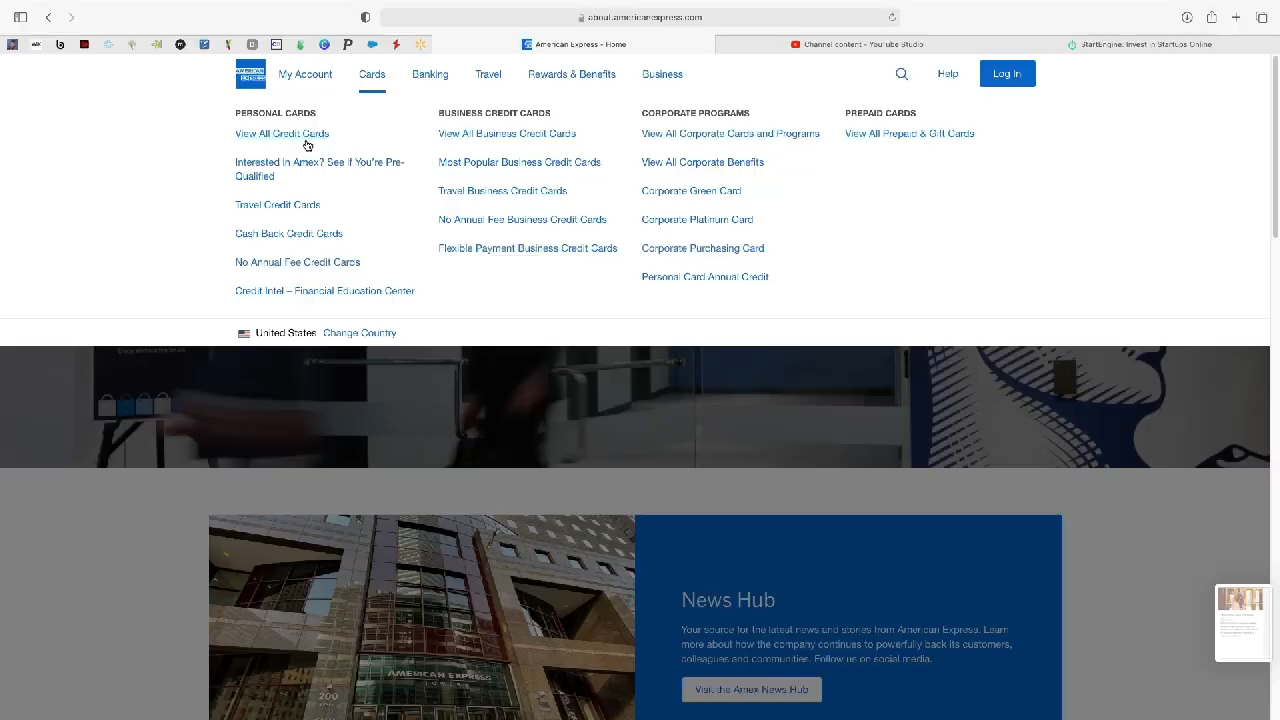 about.americanexpress.com
American Express - Home
Channel content - YouTube Studio
StartEngine: Invest in Startups Online
AMERICAN EXPRESS
My Account
Cards
Banking
Travel
Rewards & Benefits
Business
Help
Log In
PERSONAL CARDS
View All Credit Cards
Interested in Amex? See if You're Pre-
Qualified
Travel Credit Cards
Cash Back Credit Cards
No Annual Fee Credit Cards
Credit Intel – Financial Education Center
BUSINESS CREDIT CARDS
View All Business Credit Cards
Most Popular Business Credit Cards
Travel Business Credit Cards
No Annual Fee Business Credit Cards
Flexible Payment Business Credit Cards
CORPORATE PROGRAMS
View All Corporate Cards and Programs
View All Corporate Benefits
Corporate Green Card
Corporate Platinum Card
Corporate Purchasing Card
Personal Card Annual Credit
PREPAID CARDS
View All Prepaid & Gift Cards
United States Change Country
AMERICAN EXPRESS
TOWER
200
News Hub
Your source for the latest news and stories from American Express. Learn
more about how the company continues to powerfully back its customers,
colleagues and communities. Follow us on social media.
Visit the Amex News Hub